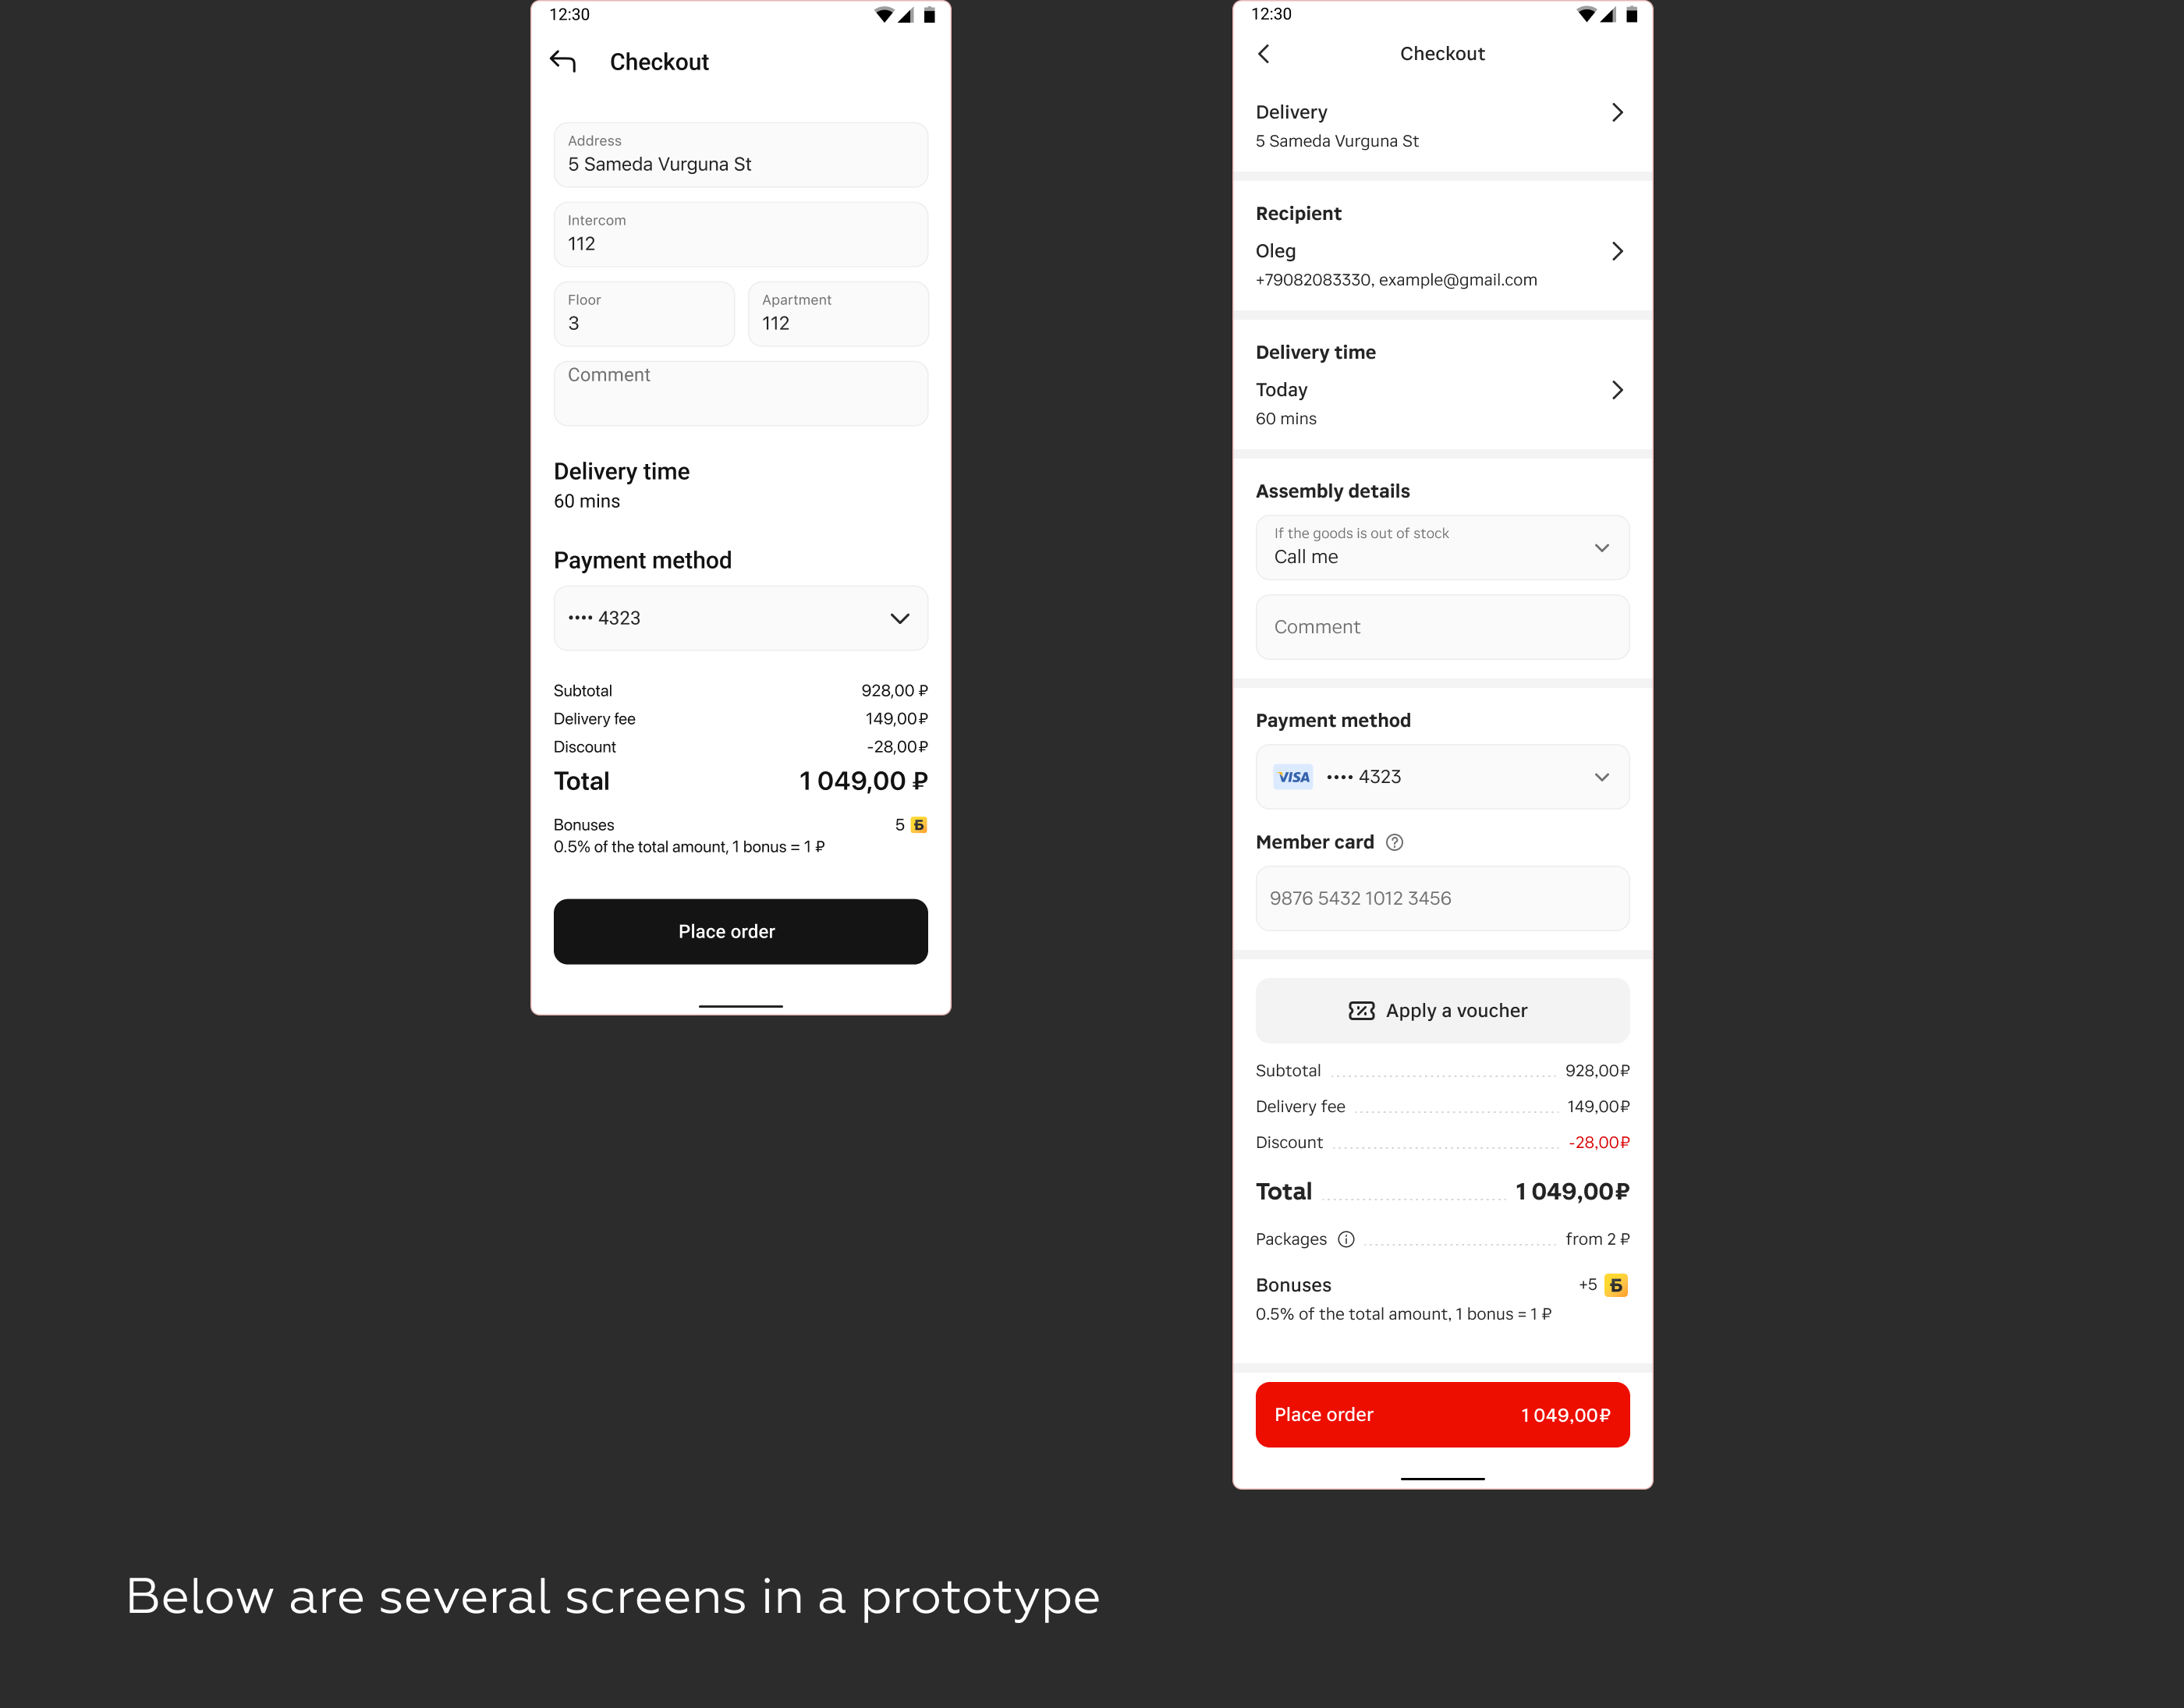 12:30
Checkout
Address
5 Sameda Vurguna St
Intercom
112
Floor
3
Apartment
112
Comment
Delivery time
60 mins
Payment method
•••• 4323
Subtotal 928,00 ₽
Delivery fee 149,00₽
Discount -28,00₽
Total 1 049,00 ₽
Bonuses 5 Б
0.5% of the total amount, 1 bonus = 1 ₽
Place order
12:30
Checkout
Delivery
5 Sameda Vurguna St
Recipient
Oleg
+79082083330, example@gmail.com
Delivery time
Today
60 mins
Assembly details
If the goods is out of stock
Call me
Comment
Payment method
VISA •••• 4323
Member card
9876 5432 1012 3456
Apply a voucher
Subtotal 928,00₽
Delivery fee 149,00₽
Discount -28,00₽
Total 1 049,00₽
Packages from 2 ₽
Bonuses +5 Б
0.5% of the total amount, 1 bonus = 1 ₽
Place order 1 049,00₽
Below are several screens in a prototype